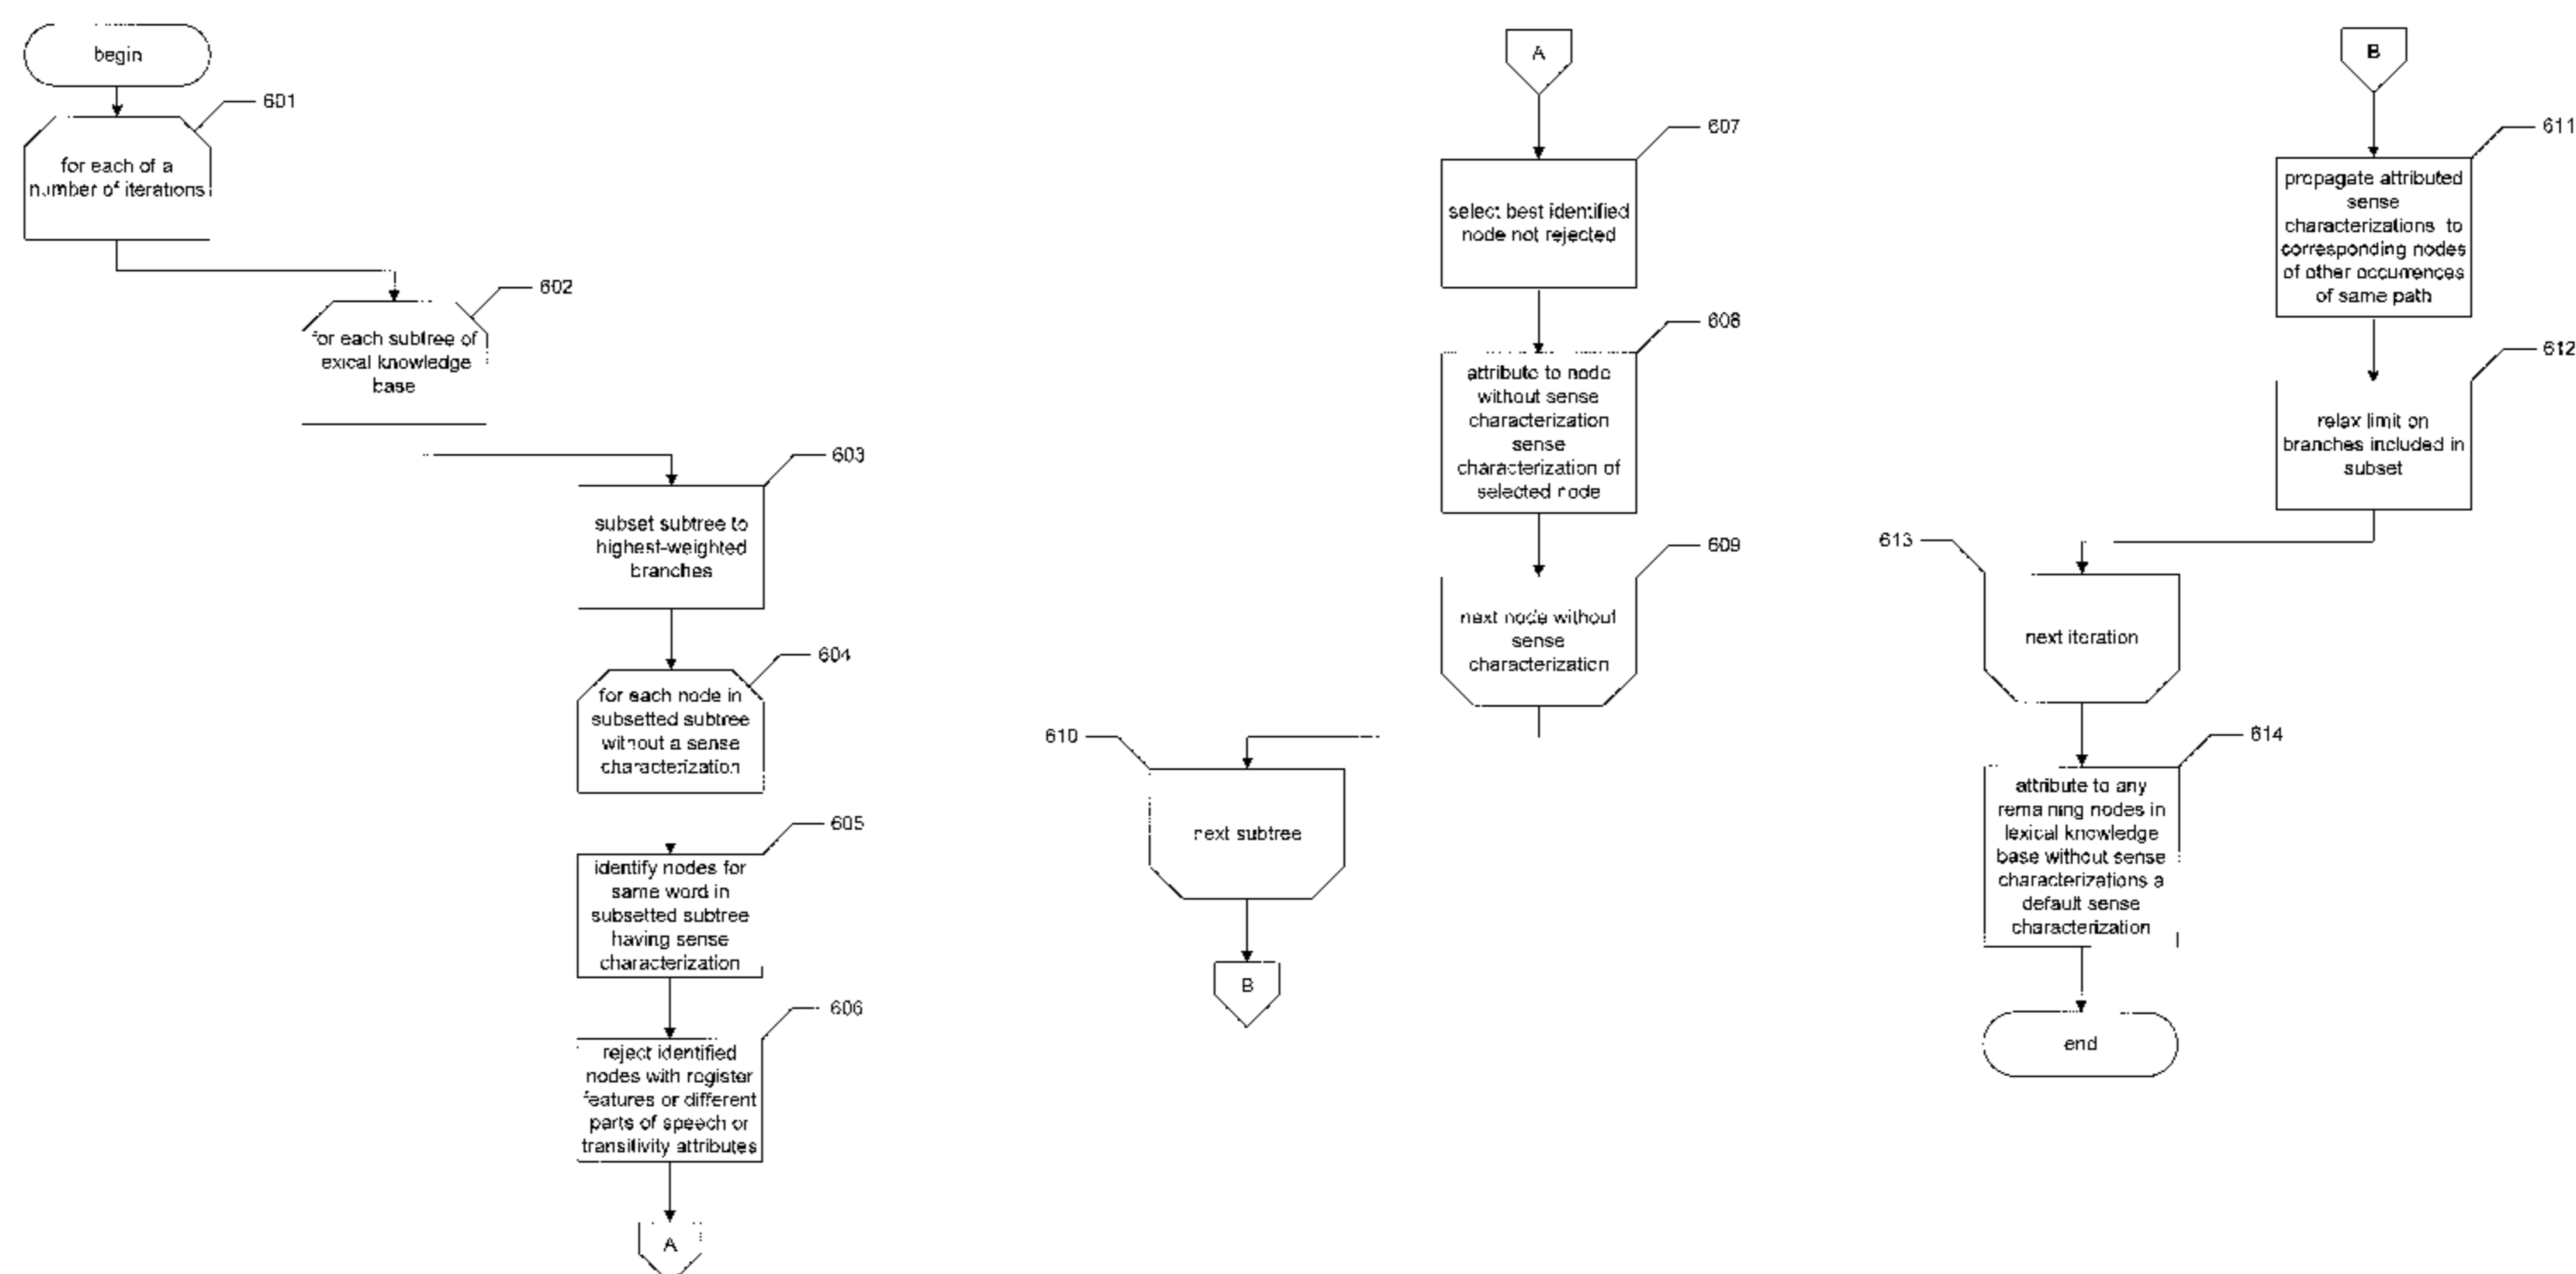 begin
601
for each of a
number of iterations
602
for each subtree of
exical knowledge
base
603
subset subtree to
highest-weighted
branches
604
for each node in
subsetted subtree
without a sense
characterization
605
identify nodes for
same word in
subsetted subtree
having sense
characterization
606
reject identified
nodes with register
features or different
parts of speech or
transitivity attributes
A
A
607
select best identified
node not rejected
608
attribute to node
without sense
characterization
sense
characterization of
selected node
609
next node without
sense
characterization
610
next subtree
B
B
611
propagate attributed
sense
characterizations to
corresponding nodes
of other occurrences
of same path
612
relax limit on
branches included in
subset
613
next iteration
614
attribute to any
remaining nodes in
lexical knowledge
base without sense
characterizations a
default sense
characterization
end